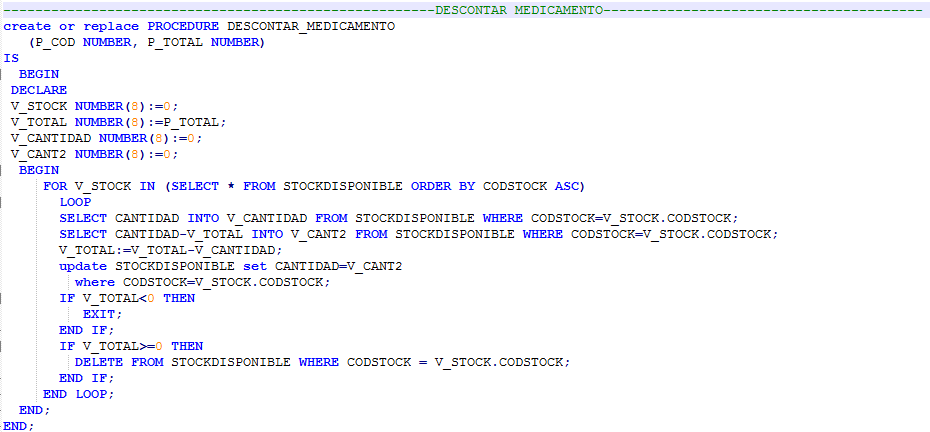 ------------------------------------------------------DESCONTAR MEDICAMENTO----------------------------------------
create or replace PROCEDURE DESCONTAR_MEDICAMENTO
(P_COD NUMBER, P_TOTAL NUMBER)
IS
BEGIN
DECLARE
V_STOCK NUMBER(8):=0;
V_TOTAL NUMBER(8):=P_TOTAL;
V_CANTIDAD NUMBER(8):=0;
V_CANT2 NUMBER(8):=0;
BEGIN
FOR V_STOCK IN (SELECT * FROM STOCKDISPONIBLE ORDER BY CODSTOCK ASC)
LOOP
SELECT CANTIDAD INTO V_CANTIDAD FROM STOCKDISPONIBLE WHERE CODSTOCK=V_STOCK.CODSTOCK;
SELECT CANTIDAD-V_TOTAL INTO V_CANT2 FROM STOCKDISPONIBLE WHERE CODSTOCK=V_STOCK.CODSTOCK;
V_TOTAL:=V_TOTAL-V_CANTIDAD;
update STOCKDISPONIBLE set CANTIDAD=V_CANT2
where CODSTOCK=V_STOCK.CODSTOCK;
IF V_TOTAL<0 THEN
EXIT;
END IF;
IF V_TOTAL>=0 THEN
DELETE FROM STOCKDISPONIBLE WHERE CODSTOCK = V_STOCK.CODSTOCK;
END IF;
END LOOP;
END;
END;